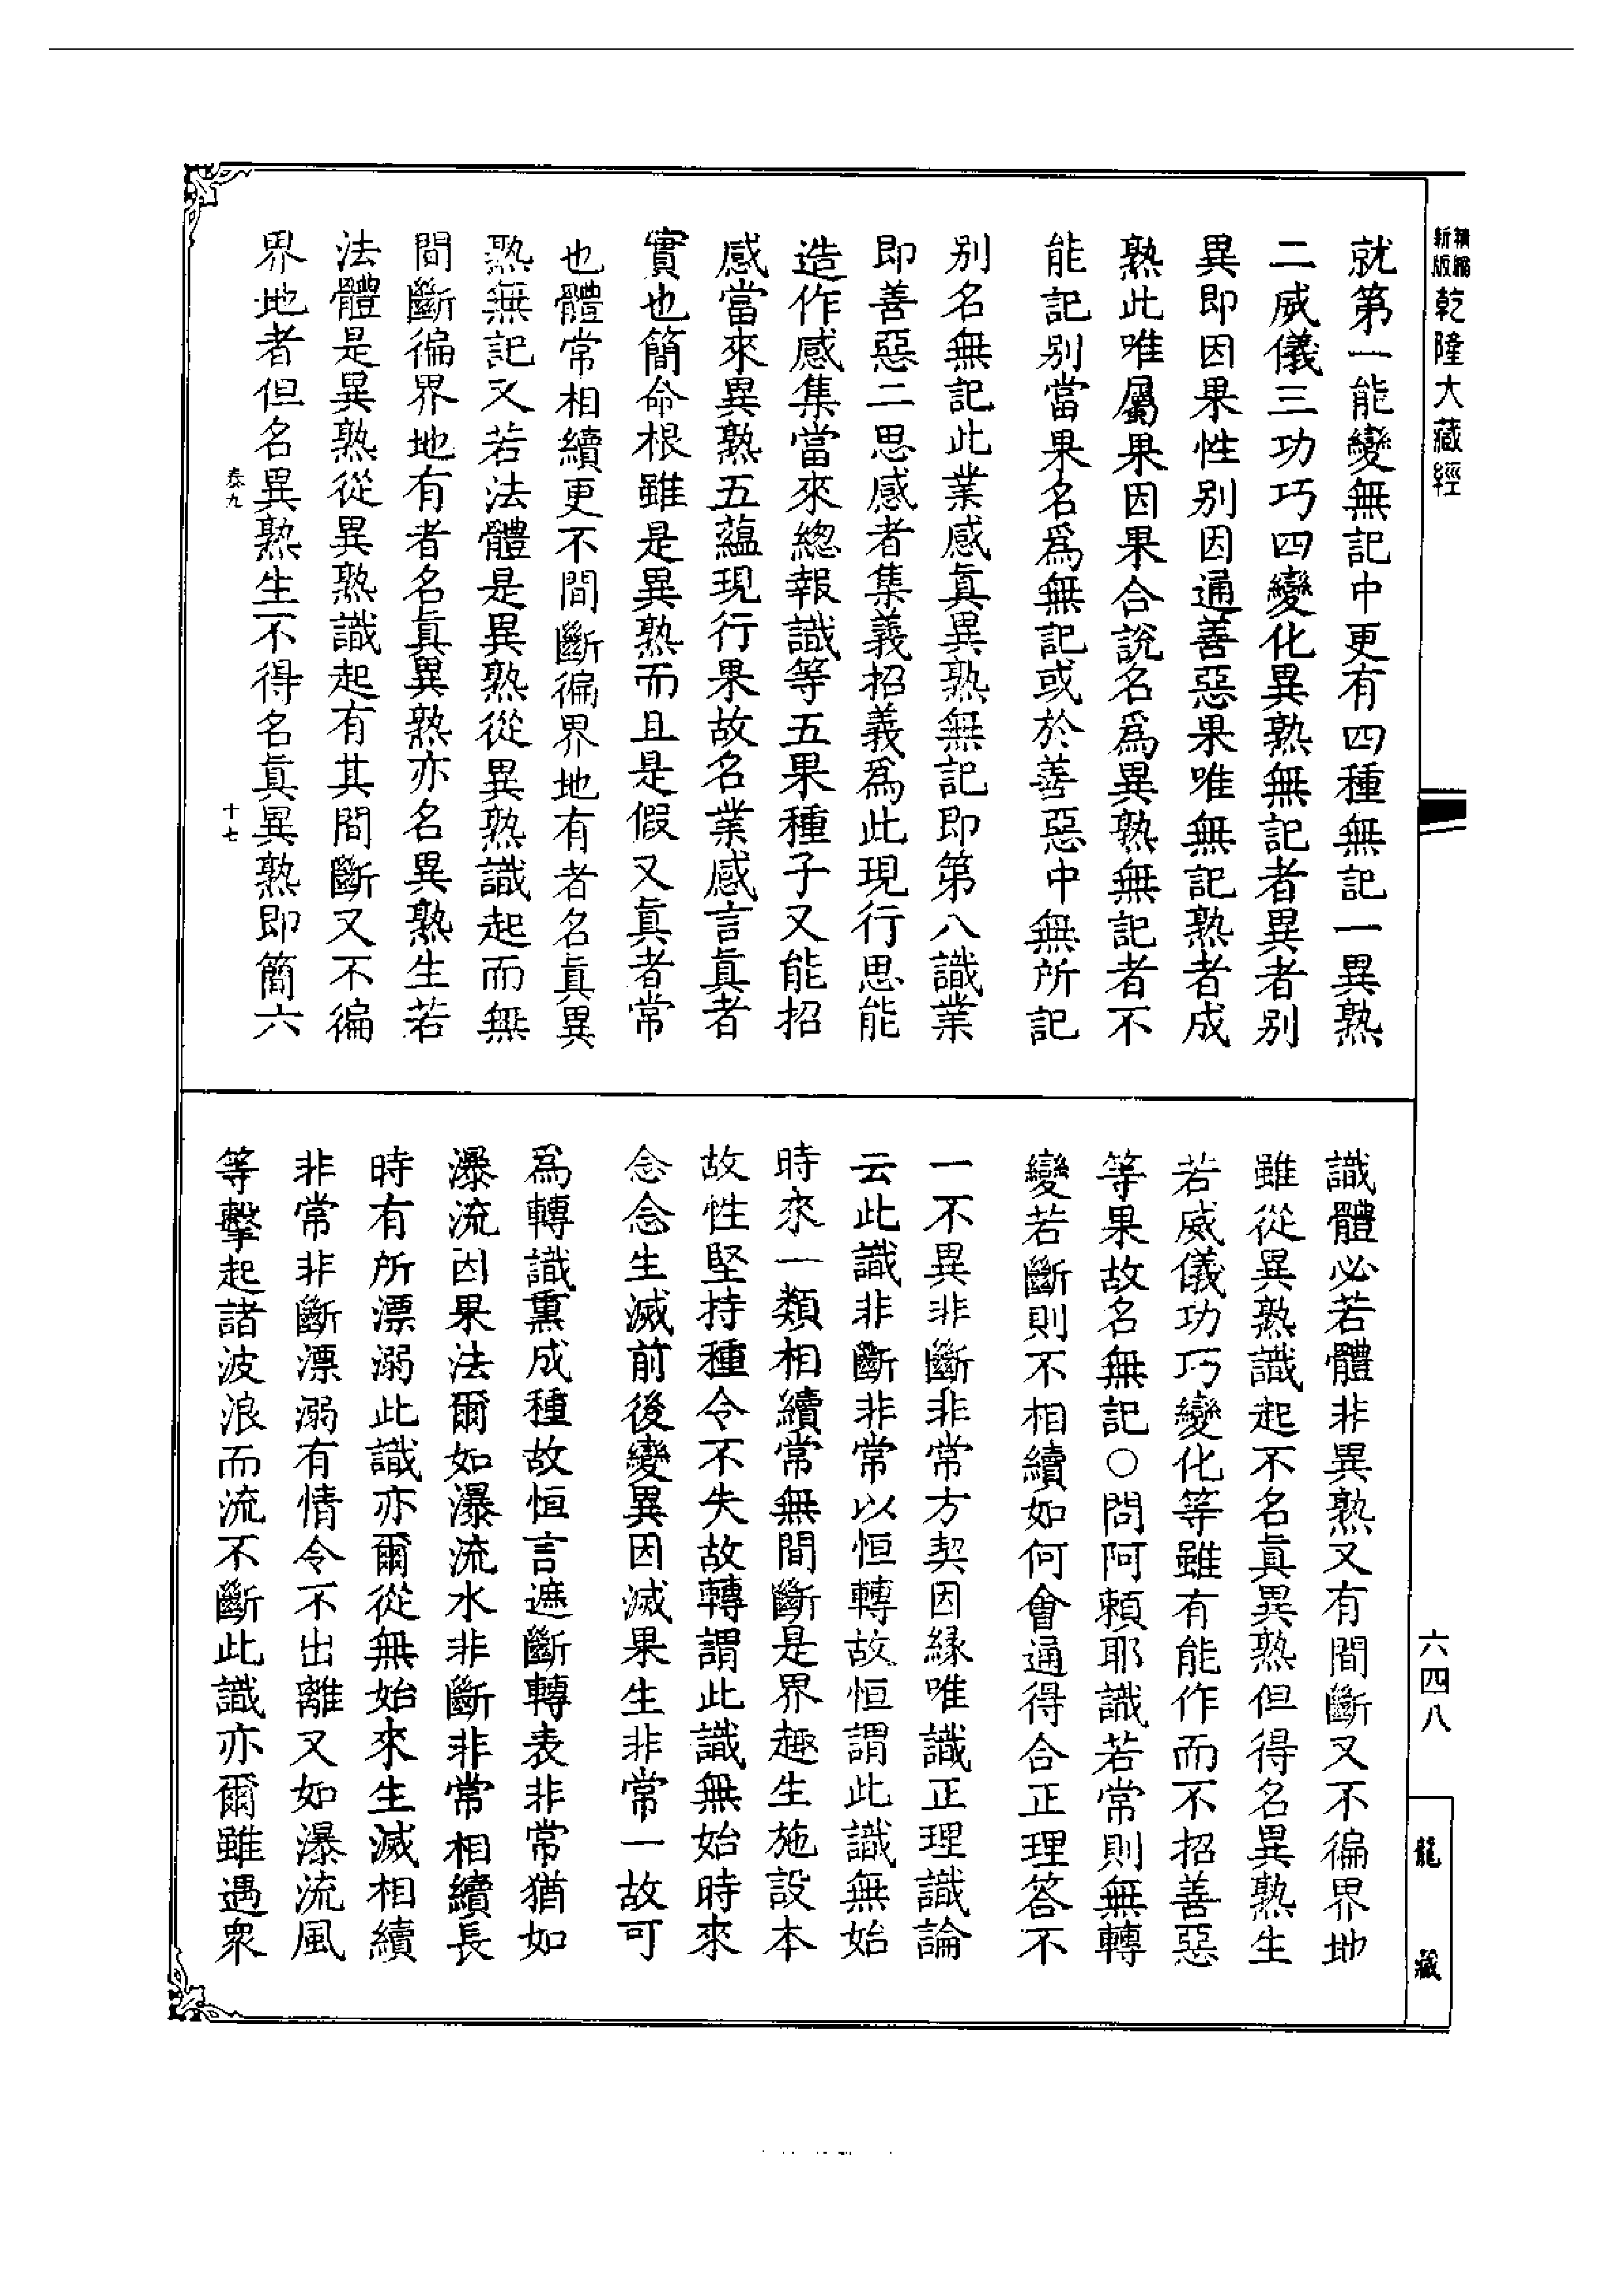 精編新版乾隆大藏經
就第一能變無記中更有四種無記一異熟
二威儀三功巧四變化異熟無記者異者別
異即因果性別因通善惡果唯無記熟者成
熟此唯屬果因果合說名爲異熟無記者不
能記別當果名爲無記或於善惡中無所記
別名無記此業感眞異熟無記即第八識業
即善惡二思感者集義招義爲此現行思能
造作感集當來總報識等五果種子又能招
感當來異熟五蘊現行果故名業感言眞者
實也簡命根雖是異熟而且是假又眞者常
也體常相續更不間斷徧界地有者名眞異
熟無記又若法體是異熟從異熟識起而無
間斷徧界地有者名眞異熟亦名異熟生若
法體是異熟從異熟識起有其間斷又不徧
界地者但名異熟生不得名眞異熟即簡六
泰九
十七
識體必若體非異熟又有間斷又不徧界地
雖從異熟識起不名眞異熟但得名異熟生
若威儀功巧變化等雖有能作而不招善惡
等果故名無記○問阿賴耶識若常則無轉
變若斷則不相續如何會通得合正理答不
一不異非斷非常方契因緣唯識正理識論
云此識非斷非常以恒轉故恒謂此識無始
時來一類相續常無間斷是界趣生施設本
故性堅持種令不失故轉謂此識無始時來
念念生滅前後變異因滅果生非常一故可
爲轉識熏成種故恒言遮斷轉表非常猶如
瀑流因果法爾如瀑流水非斷非常相續長
時有所漂溺此識亦爾從無始來生滅相續
非常非斷漂溺有情令不出離又如瀑流風
等擊起諸波浪而流不斷此識亦爾雖遇衆
六四八
龍藏